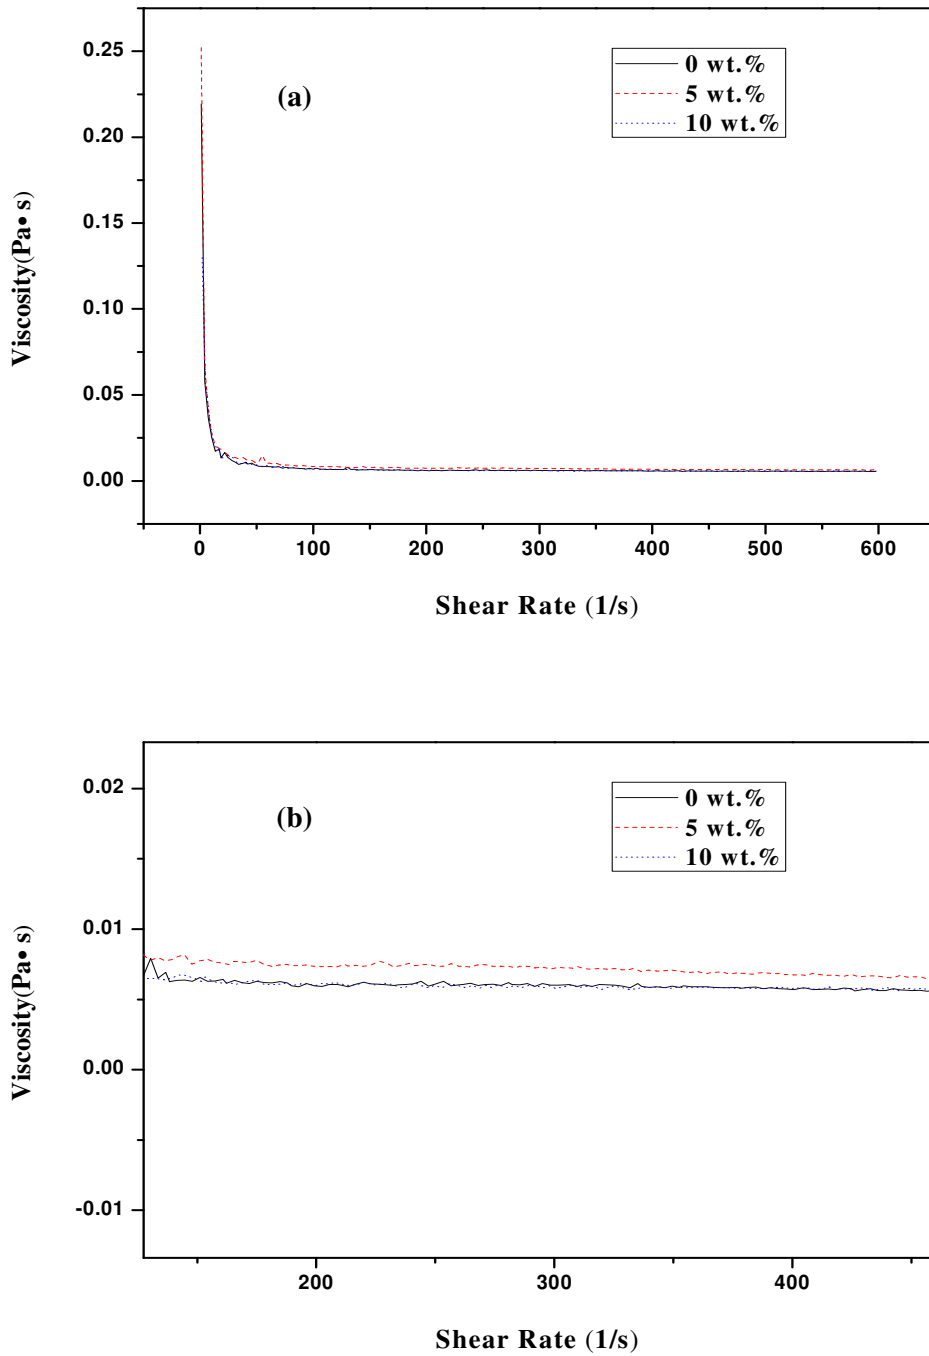 0.25
0.20
0.15
0.10
0.05
0.00
Viscosity(Pa• s)
(a)
0 wt.%
5 wt.%
10 wt.%
0 100 200 300 400 500 600
Shear Rate (1/s)
0.02
0.01
0.00
-0.01
Viscosity(Pa• s)
(b)
0 wt.%
5 wt.%
10 wt.%
200 300 400
Shear Rate (1/s)